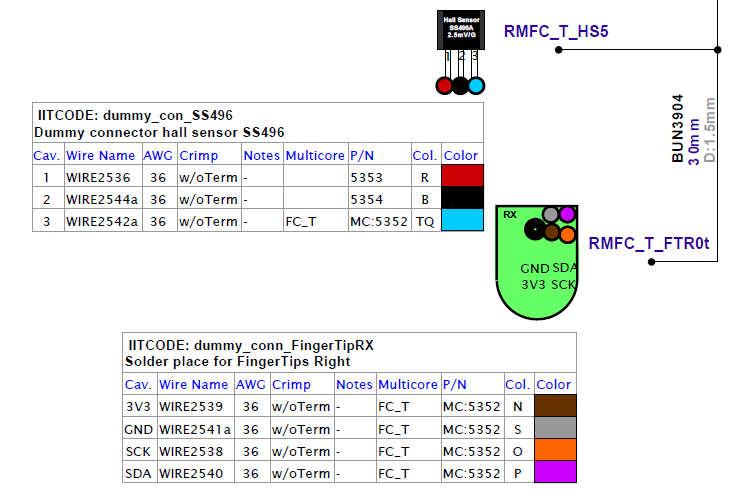 Hall Sensor
SS496A
2.5mV/G
1 2 3
RMFC_T_HS5
IITCODE: dummy_con_SS496
Dummy connector hall sensor SS496
Cav. Wire Name AWG Crimp Notes Multicore P/N Col. Color
1 WIRE2536 36 w/oTerm - 5353 R
2 WIRE2544a 36 w/oTerm - 5354 B
3 WIRE2542a 36 w/oTerm - FC_T MC:5352 TQ
BUN3904
30mm
D:1.5mm
RX
GND SDA
3V3 SCK
RMFC_T_FTR0t
IITCODE: dummy_conn_FingerTipRX
Solder place for FingerTips Right
Cav. Wire Name AWG Crimp Notes Multicore P/N Col. Color
3V3 WIRE2539 36 w/oTerm - FC_T MC:5352 N
GND WIRE2541a 36 w/oTerm - FC_T MC:5352 S
SCK WIRE2538 36 w/oTerm - FC_T MC:5352 O
SDA WIRE2540 36 w/oTerm - FC_T MC:5352 P